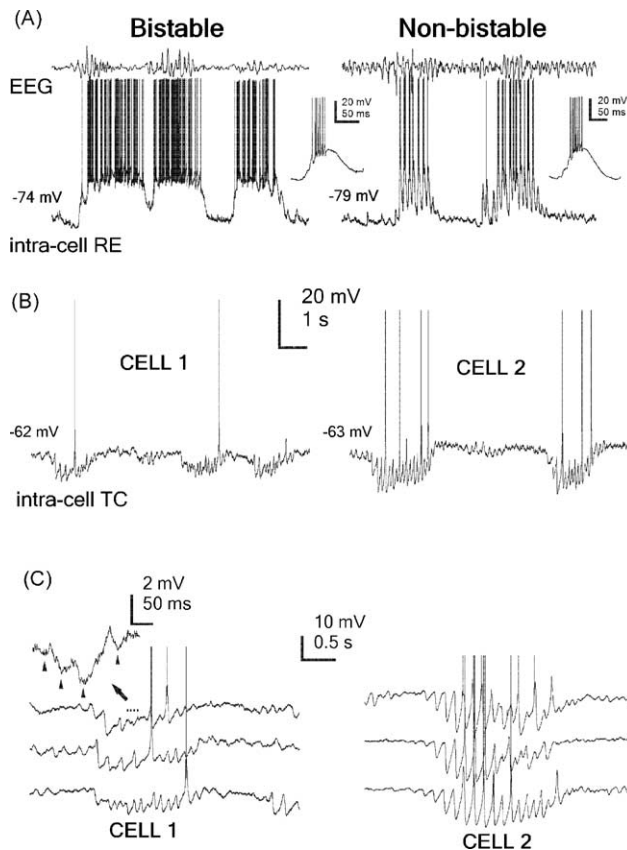 (A)
Bistable
Non-bistable
EEG
20 mV
50 ms
20 mV
50 ms
-74 mV
-79 mV
intra-cell RE
(B)
20 mV
1 s
CELL 1
CELL 2
-62 mV
-63 mV
intra-cell TC
(C)
2 mV
50 ms
10 mV
0.5 s
CELL 1
CELL 2